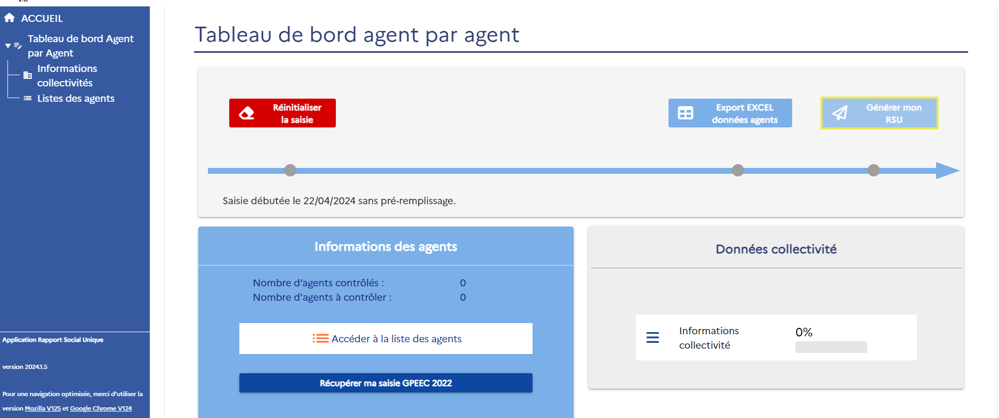 ACCUEIL
Tableau de bord Agent
par Agent
Informations
collectivités
Listes des agents
Application Rapport Social Unique
version 2024.1.5
Pour une navigation optimisée, merci d'utiliser la
version Mozilla V125 et Google Chrome V124
Tableau de bord agent par agent
Réinitialiser
la saisie
Export EXCEL
données agents
Générer mon
RSU
Saisie débutée le 22/04/2024 sans pré-remplissage.
Informations des agents
Nombre d’agents contrôlés : 0
Nombre d'agents à contrôler : 0
Accéder à la liste des agents
Récupérer ma saisie GPEEC 2022
Données collectivité
Informations
collectivité
0%